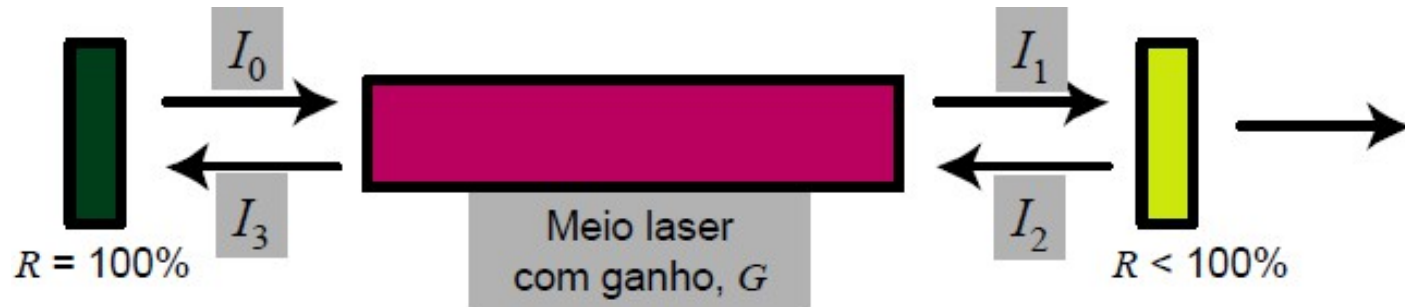 I₀
I₁
I₃
I₂
R = 100%
Meio laser
com ganho, G
R < 100%